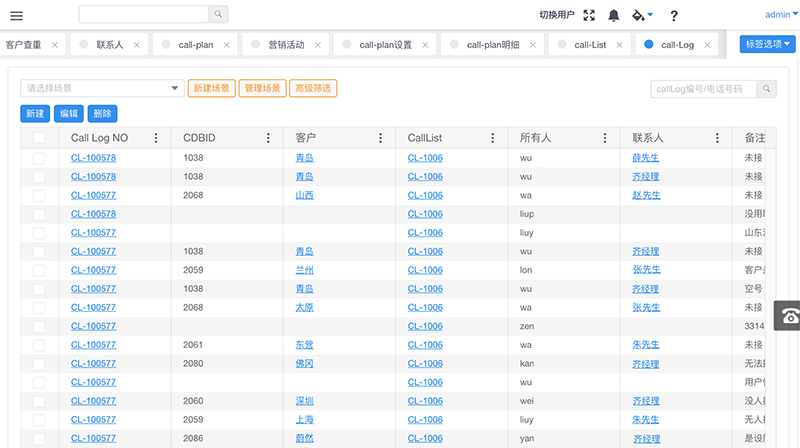 切换用户 ? admin
客户查重 × 联系人 × call-plan × 营销活动 × call-plan设置 × call-plan明细 × call-List × call-Log × 标签选项
请选择场景 新建场景 管理场景 高级筛选 callLog编号/电话号码
新建 编辑 删除
Call Log NO CDBID 客户 CallList 所有人 联系人 备注
CL-100578 1038 青岛 CL-1006 wu 薛先生 未接
CL-100578 1038 青岛 CL-1006 wu 齐经理 未接
CL-100577 2068 山西 CL-1006 wa 赵先生 未接
CL-100578 CL-1006 liup 没用
CL-100577 CL-1006 liuy 山东
CL-100577 1038 青岛 CL-1006 wu 齐经理 未接
CL-100577 2059 兰州 CL-1006 lon 张先生 客户
CL-100577 1038 青岛 CL-1006 wu 齐经理 空号
CL-100577 2068 太原 CL-1006 wa 张先生 未接
CL-100577 CL-1006 zen 3314
CL-100577 2061 东营 CL-1006 wa 朱先生 未接
CL-100577 2080 佛冈 CL-1006 kan 齐经理 无法
CL-100577 CL-1006 wu 用户
CL-100577 2060 深圳 CL-1006 wei 齐经理 没人
CL-100577 2059 上海 CL-1006 liuy 朱先生 无人
CL-100577 2086 蔚然 CL-1006 yan 齐经理 是设